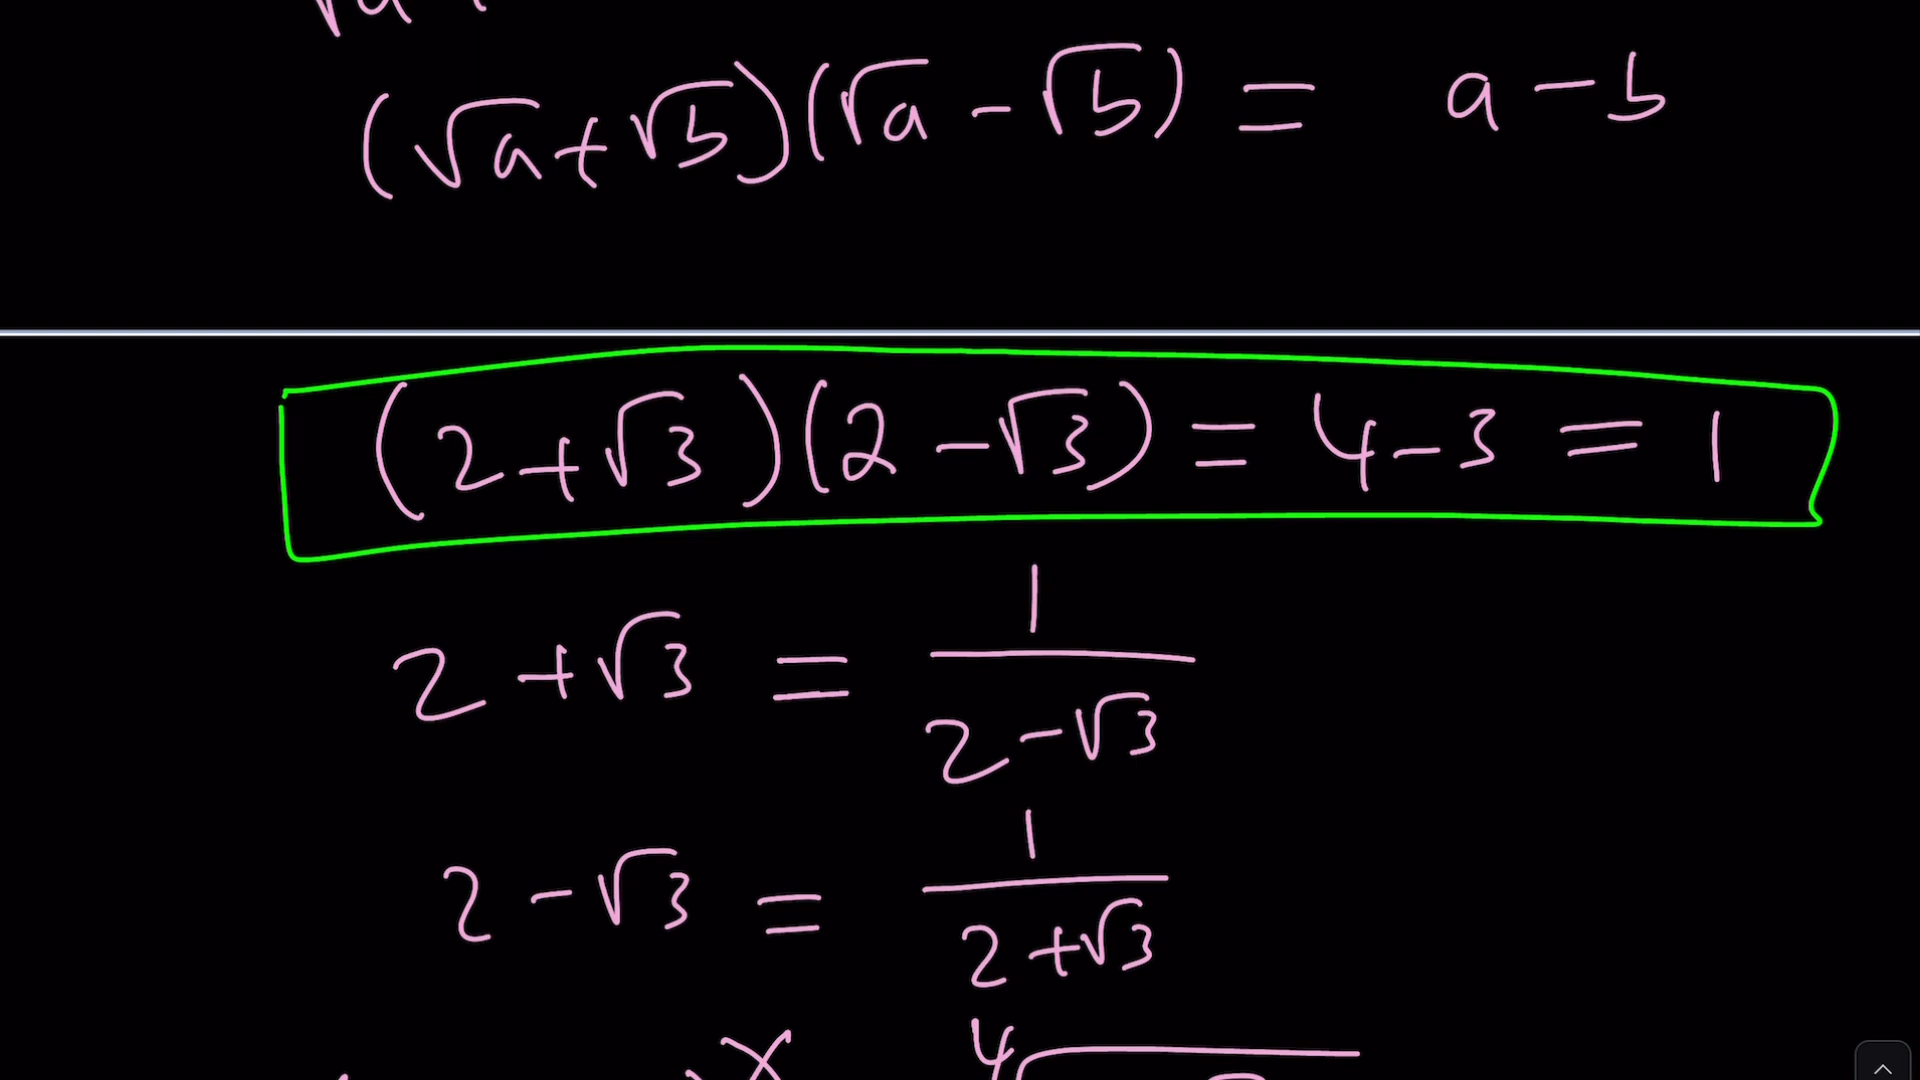 (√a+√b)(√a-√b) = a-b
(2+√3)(2-√3) = 4-3 = 1
2+√3 = 1/(2-√3)
2-√3 = 1/(2+√3)